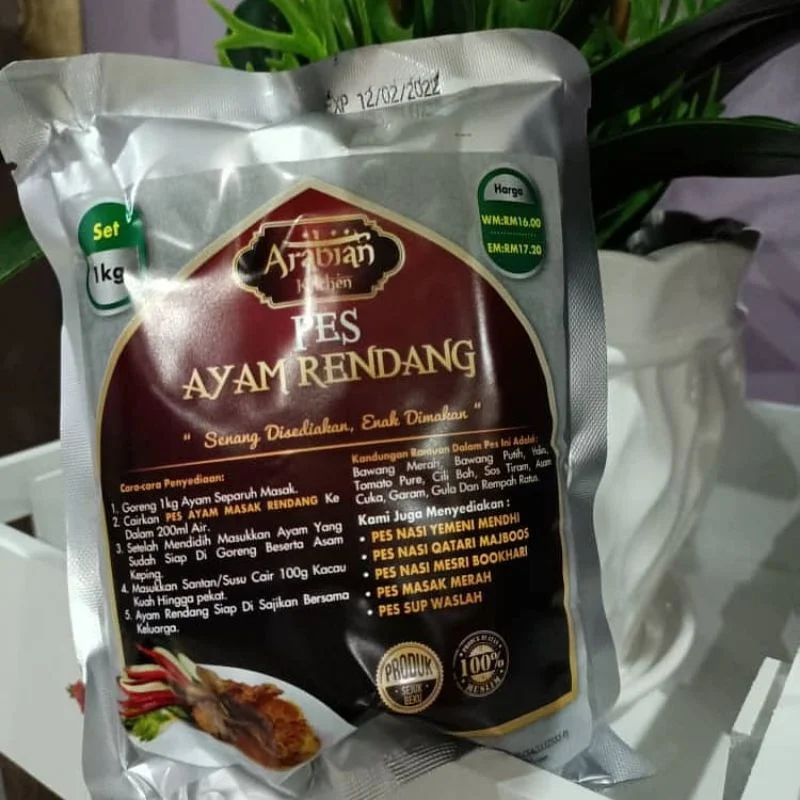 EXP 12/02/2022
Set
1kg
Harga
WM:RM16.00
EM:RM17.20
Arabian
Kitchen
PES
AYAM RENDANG
" Senang Disediakan, Enak Dimakan "
Cara-cara Penyediaan:
1. Goreng 1kg Ayam Separuh Masak.
2. Cairkan PES AYAM MASAK RENDANG Ke
Dalam 200ml Air.
3. Setelah Mendidih Masukkan Ayam Yang
Sudah Siap Di Goreng Beserta Asam
Keping.
4. Masukkan Santan/Susu Cair 100g Kacau
Kuah Hingga pekat.
5. Ayam Rendang Siap Di Sajikan Bersama
Keluarga.
Kandungan Ramuan Dalam Pes Ini Adalah:
Bawang Merah, Bawang Putih, Halia,
Tomato Pure, Cili Boh, Sos Tiram, Asam
Cuka, Garam, Gula Dan Rempah Ratus.
Kami Juga Menyediakan :
• PES NASI YEMENI MENDHI
• PES NASI QATARI MAJBOOS
• PES NASI MESRI BOOKHARI
• PES MASAK MERAH
• PES SUP WASLAH
PRODUK
SEJUK
BEKU
100%
MUSLIM